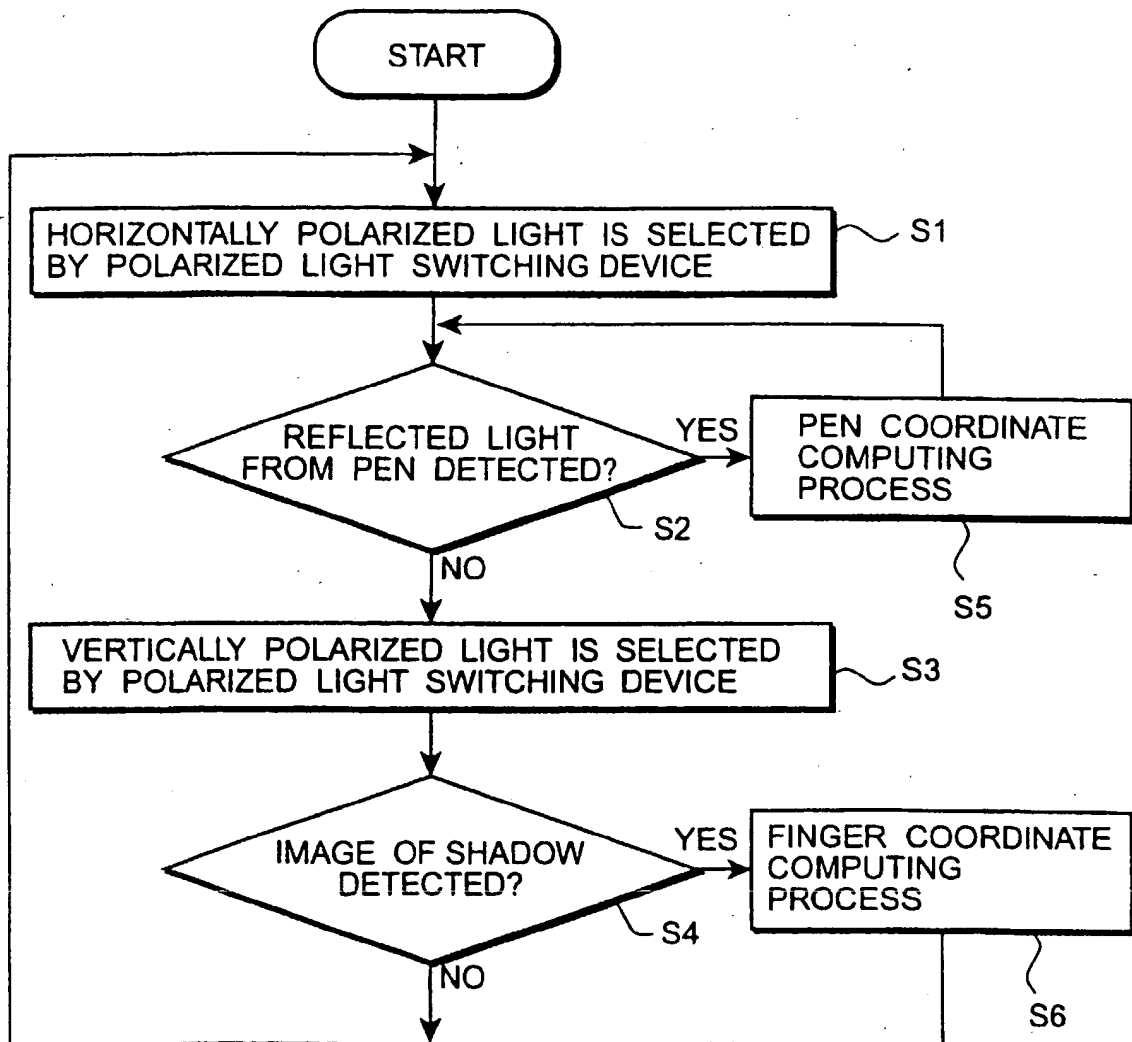 START
HORIZONTALLY POLARIZED LIGHT IS SELECTED
BY POLARIZED LIGHT SWITCHING DEVICE
S1
REFLECTED LIGHT
FROM PEN DETECTED?
YES
S2
NO
PEN COORDINATE
COMPUTING
PROCESS
S5
VERTICALLY POLARIZED LIGHT IS SELECTED
BY POLARIZED LIGHT SWITCHING DEVICE
S3
IMAGE OF SHADOW
DETECTED?
YES
S4
NO
FINGER COORDINATE
COMPUTING
PROCESS
S6